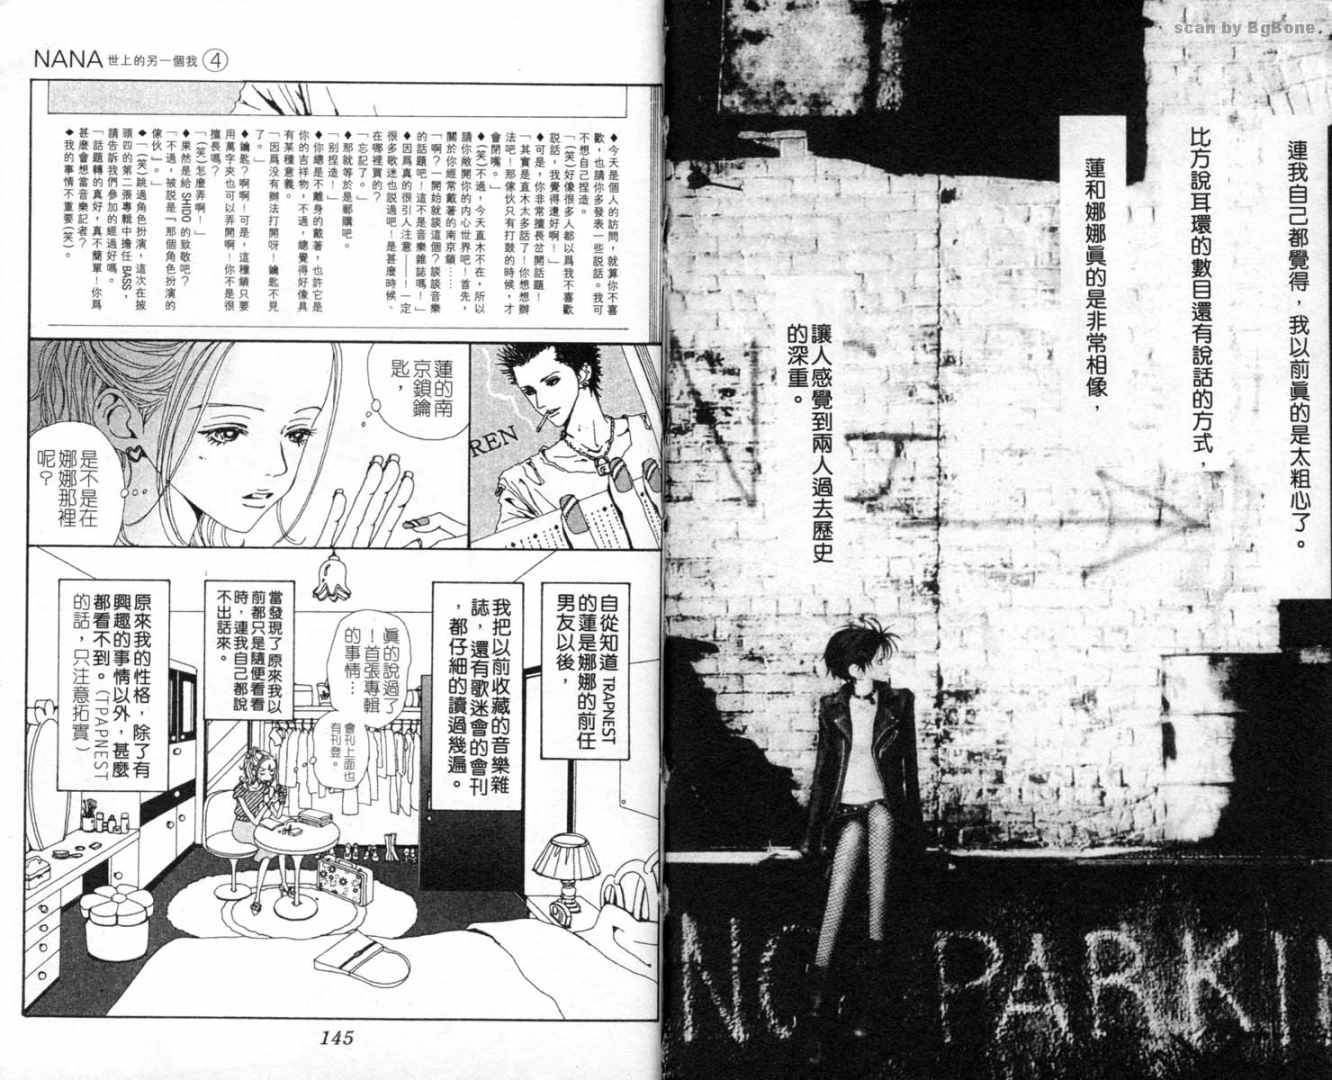 scan by BgBone.
連我自己都覺得，我以前真的是太粗心了。
比方說耳環的數目還有說話的方式，
蓮和娜娜真的是非常相像，
讓人感覺到兩人過去歷史
的深重。
NO PARKIN
NANA 世上的另一個我 ④
◆今天是個人的訪問，就算你不喜
歡，也請你多發表一些説話。我可
不想自己捏造。
「（笑）好像很多人都以爲我不喜歡
説話，我覺得還好啊！」
◆可是，你非常擅長岔開話題！
「其實是直木太多話了！你想想辦
法吧！那傢伙只有打鼓的時候，才
會閉嘴。」
◆（笑）不過，今天直木不在，所以
請你敞開你的內心世界吧！首先，
關於你經常戴著的南京鎖……
「啊？一開始就談這個？談談音樂
的話題吧！這不是音樂雜誌嗎！」
◆因爲真的很引人注意——！一定
很多歌迷也説過吧！是甚麼時候、
在哪裡買的？
「忘記了。」
◆那就等於是郵購吧。
「別捏造！」
◆你總是不離身的戴著，也許它是
你的吉祥物，不過，總覺得好像具
有某種意義。
「因爲没有辦法打開呀！鑰匙不見
了。」
◆鑰匙？啊啊！可是，這種鎖只要
用萬字夾也可以弄開啊！你不是很
擅長嗎？
「（笑）怎麼弄啊！」
◆果然是給SHIDO的致敬吧？
「不過，被説是『那個角色扮演的
傢伙』。」
◆「（笑）跳過角色扮演，這次在披
頭四的第二張專輯中擔任BASS，
請告訴我們參加的經過好嗎。
「話題轉的真好，真不簡單！你爲
甚麼會想當音樂記者？
◆我的事情不重要（笑）。
REN
蓮的南
京鎖鑰
匙，
是不是在
娜娜那裡
呢？
自從知道TRAPNEST
的蓮是娜娜的前任
男友以後，
我把以前收藏的音樂雜
誌，還有歌迷會的會刊
，都仔細的讀過幾遍。
真的說過了
！首張專輯
的事情…
會刊上面也
有刊登。
當發現了原來我以
前都只是隨便看看
時，連我自己都說
不出話來。
原來我的性格，除了有
興趣的事情以外，甚麼
都看不到。（TRAPNEST
的話，只注意拓實）
145